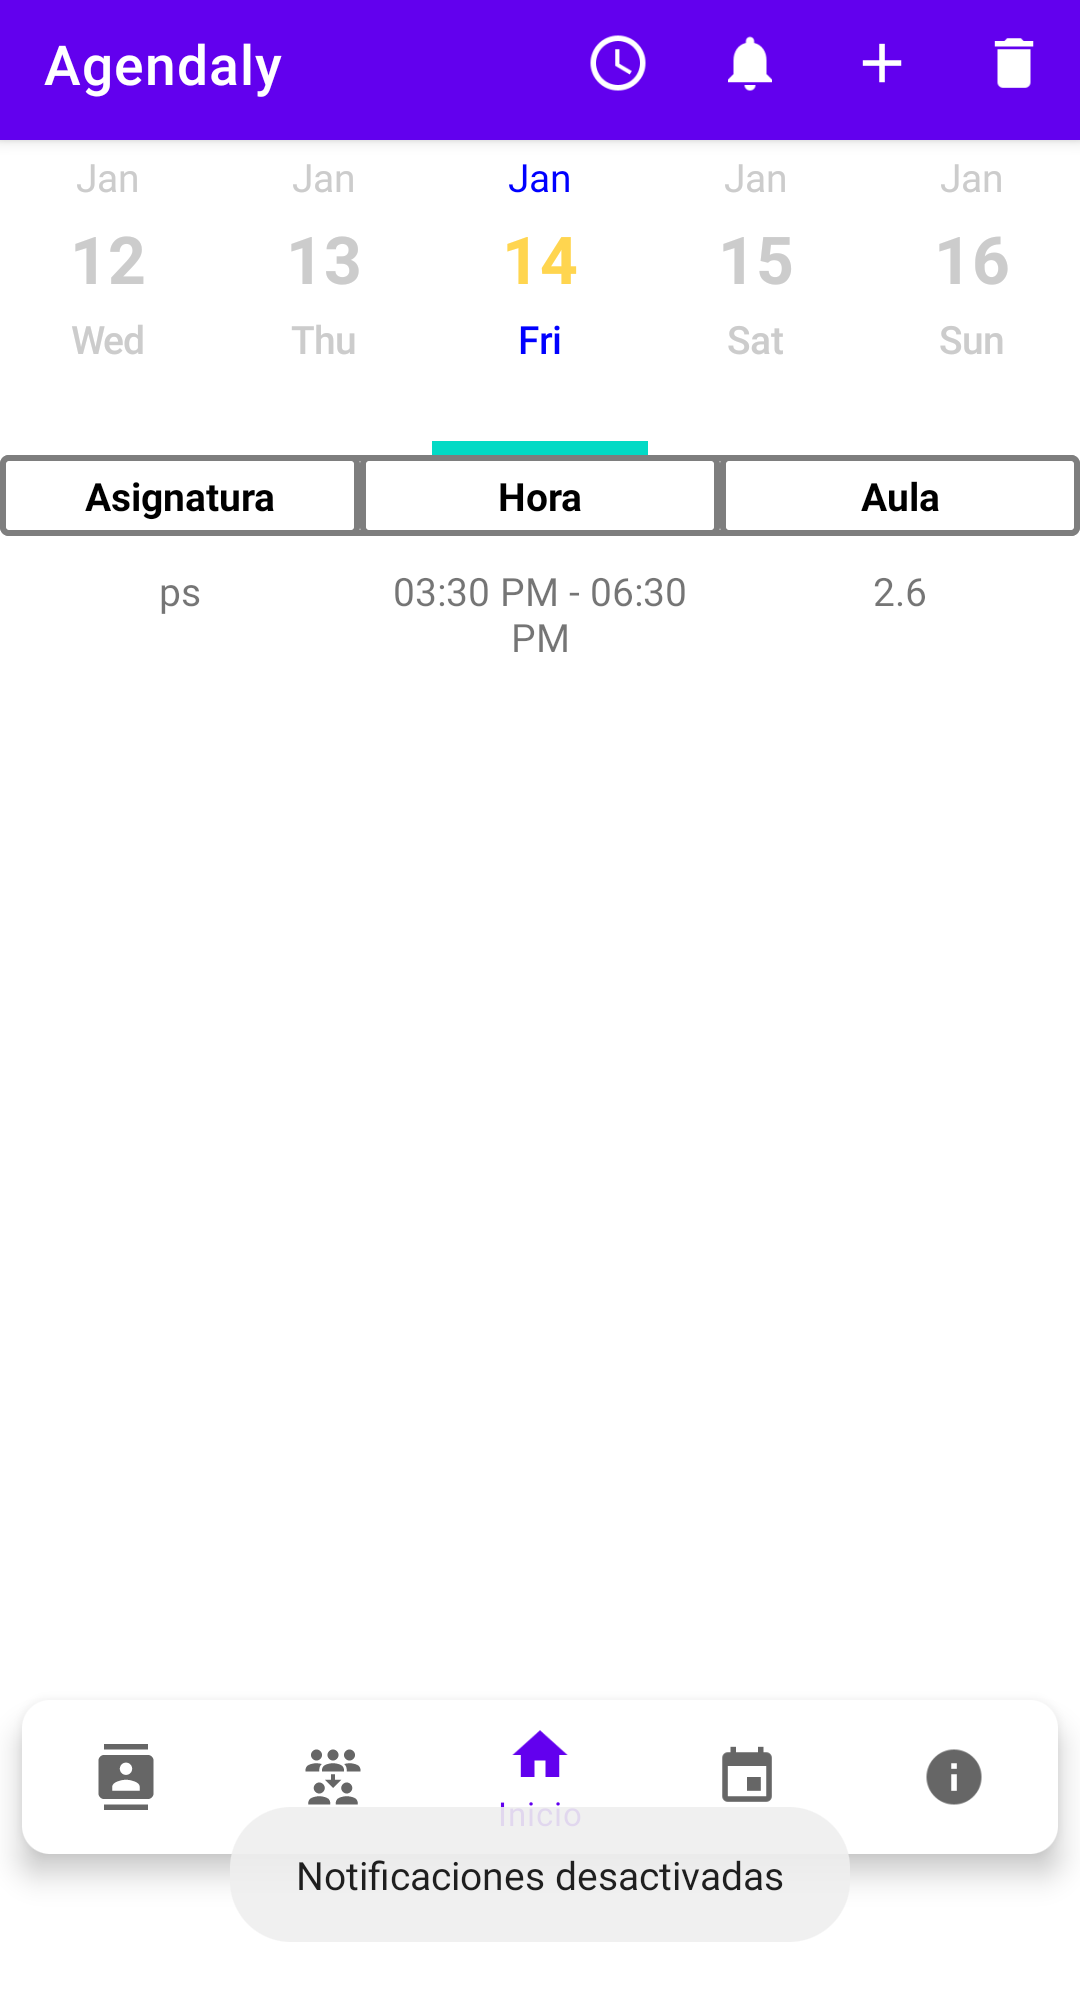 Agendaly
Jan Jan Jan Jan Jan
12 13 14 15 16
Wed Thu Fri Sat Sun
Asignatura Hora Aula
ps 03:30 PM - 06:30 2.6
PM
Inicio
Notificaciones desactivadas